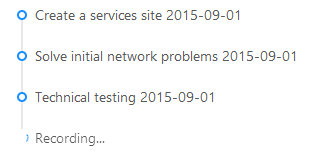 Create a services site 2015-09-01
Solve initial network problems 2015-09-01
Technical testing 2015-09-01
Recording...